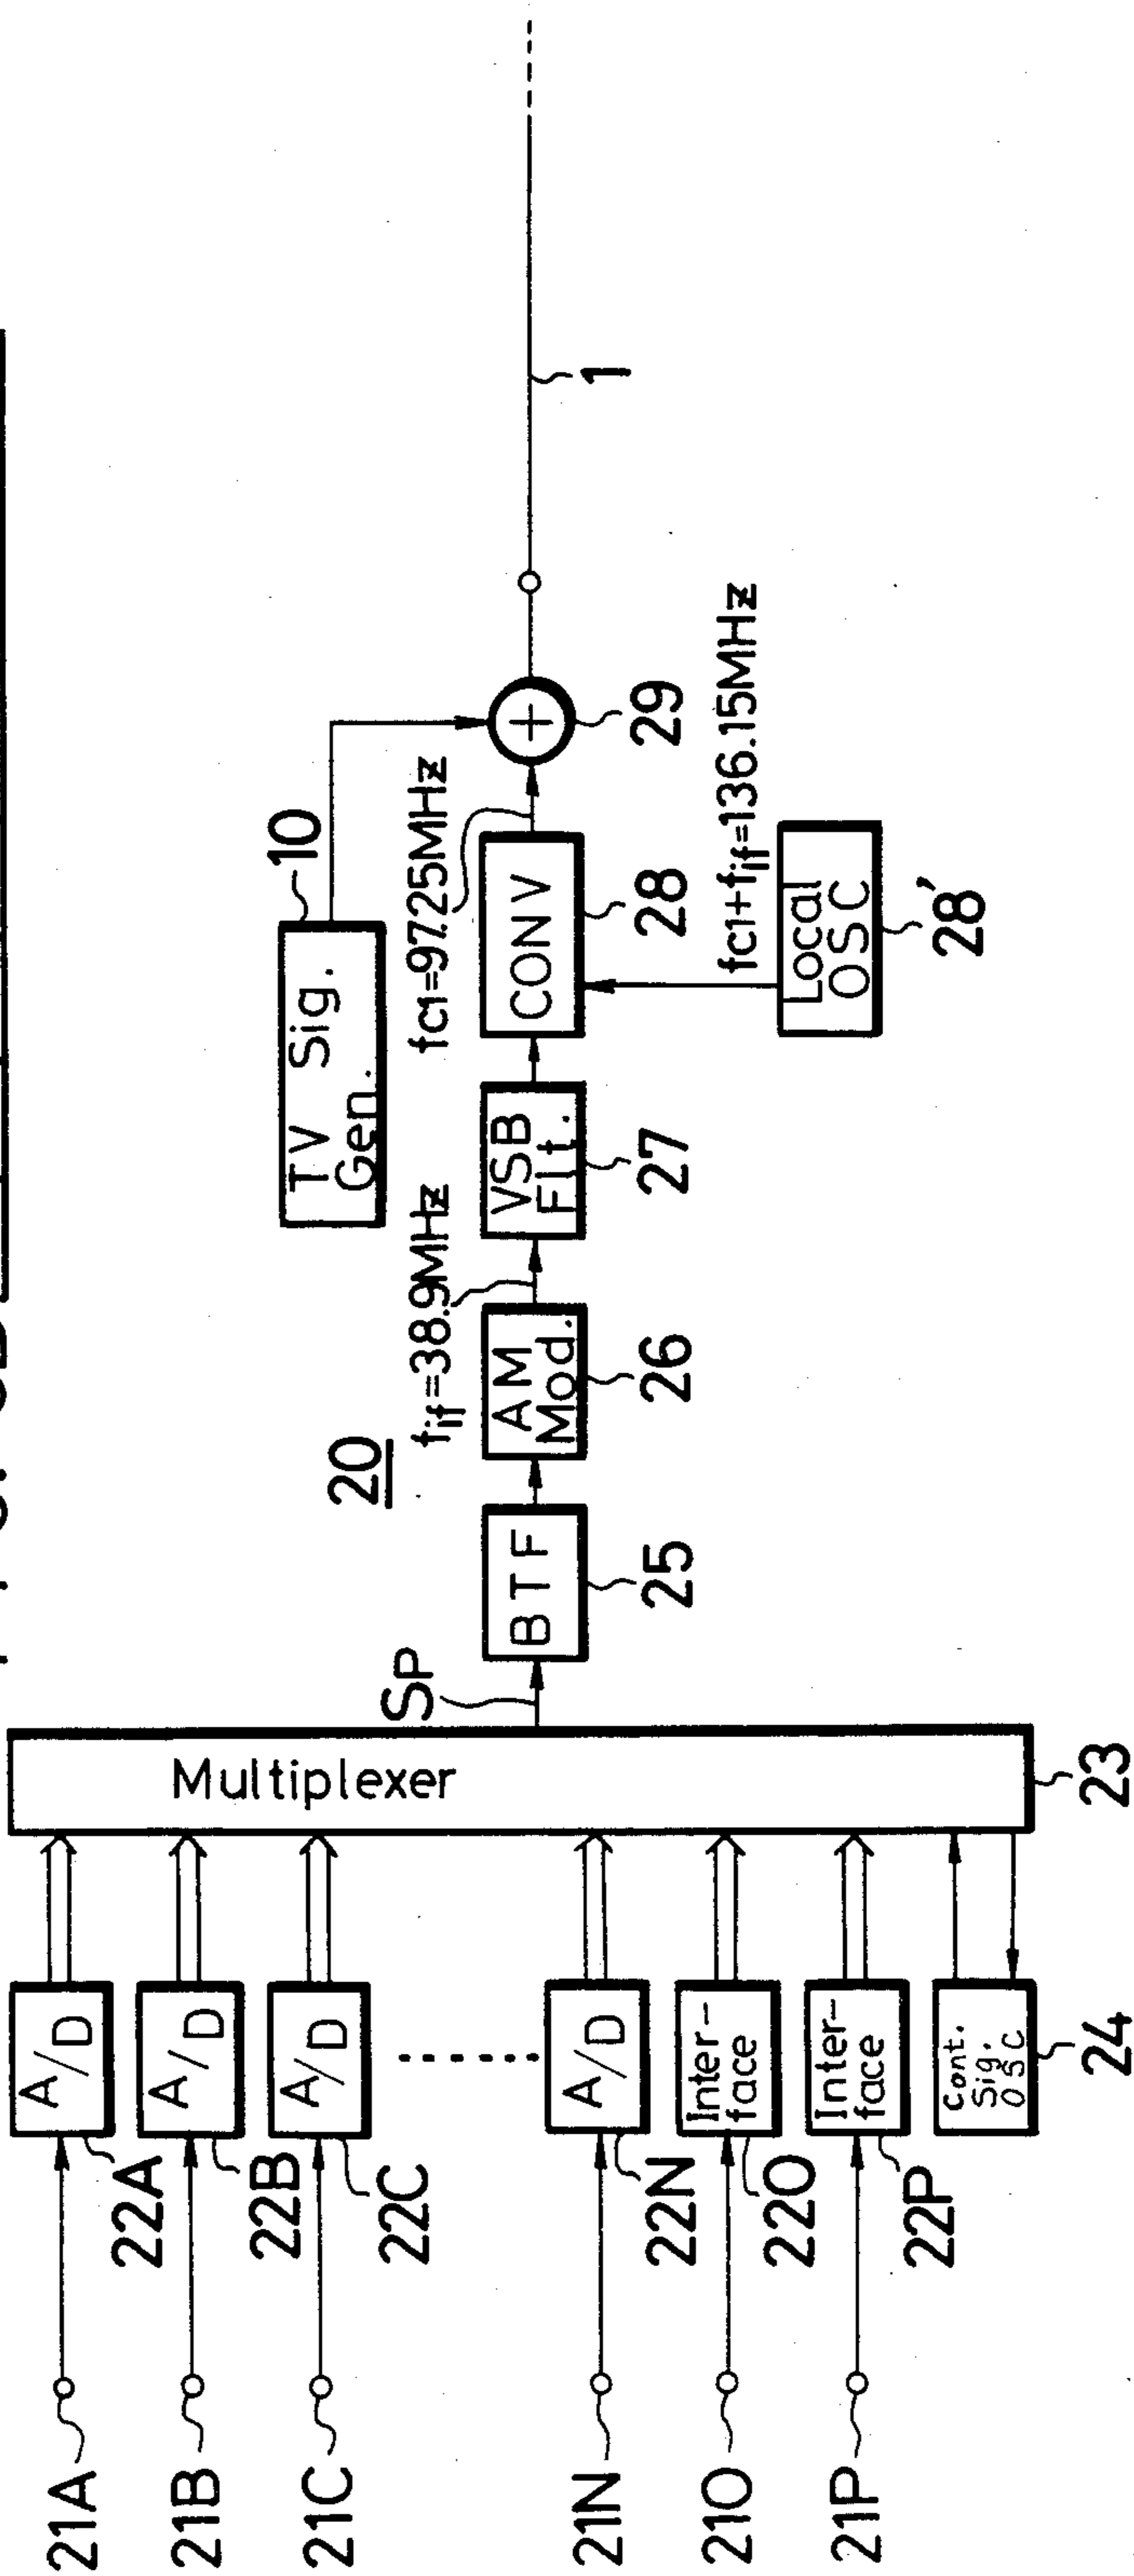 21A
22A
A/D
21B
22B
A/D
21C
22C
A/D
21N
22N
A/D
21O
22O
Inter-
face
21P
22P
Inter-
face
Cont.
Sig.
OSC
24
Multiplexer
23
SP
BTF
25
20
AM
Mod.
26
fif=38.9MHz
VSB
Flt.
27
TV Sig.
Gen.
10
CONV
28
fc1=97.25MHz
Local
OSC
28'
fc1+fif=136.15MHz
+
29
1